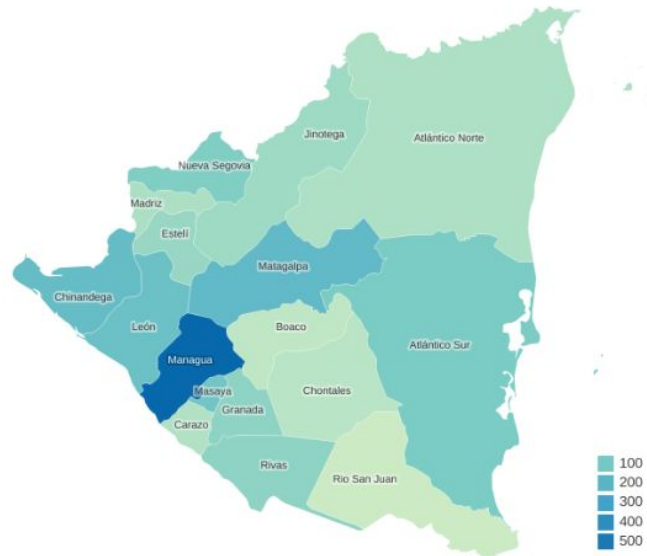 Jinotega
Atlántico Norte
Nueva Segovia
Madriz
Estelí
Matagalpa
Chinandega
León
Boaco
Atlántico Sur
Managua
Masaya
Chontales
Granada
Carazo
Rivas
Rio San Juan
100
200
300
400
500